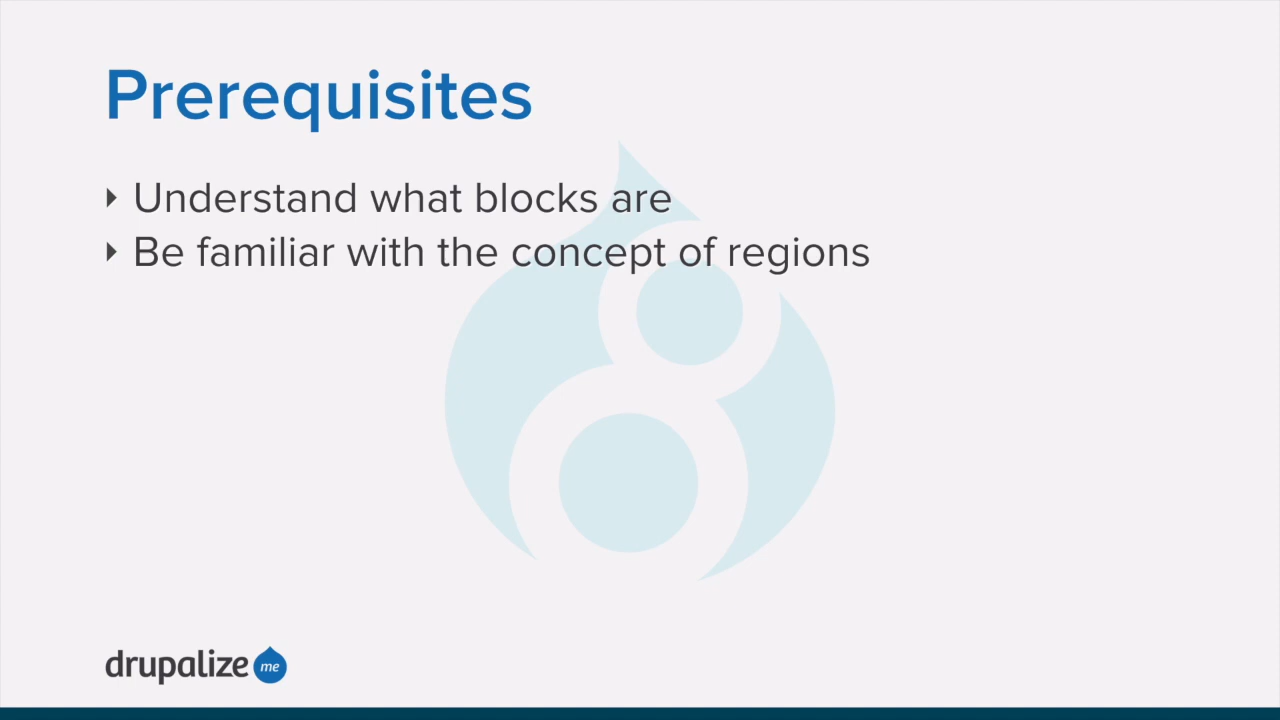 Prerequisites
Understand what blocks are
Be familiar with the concept of regions
drupalize me